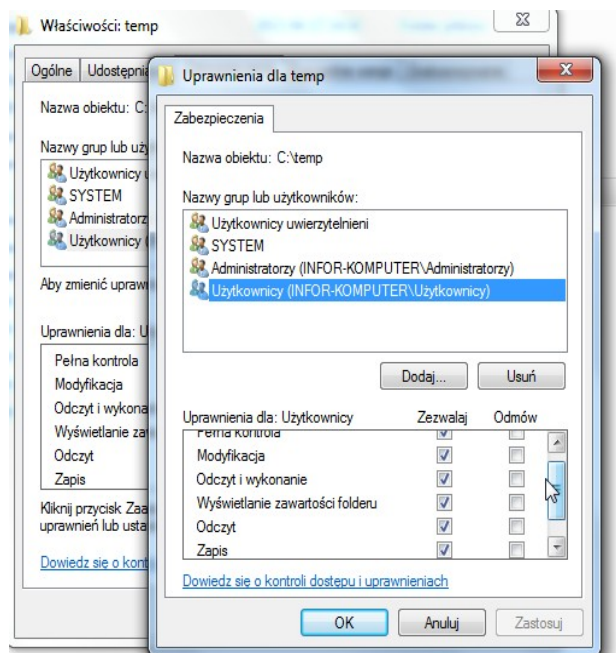 Właściwości: temp
Ogólne Udostępnia
Nazwa obiektu: C:
Nazwy grup lub uży
Użytkownicy u
SYSTEM
Administratorz
Użytkownicy (
Aby zmienić upraw
Uprawnienia dla: U
Pełna kontrola
Modyfikacja
Odczyt i wykona
Wyświetlanie za
Odczyt
Zapis
Kliknij przycisk Zaa
uprawnień lub usta
Dowiedz się o kont
Uprawnienia dla temp
Zabezpieczenia
Nazwa obiektu: C:\temp
Nazwy grup lub użytkowników:
Użytkownicy uwierzytelnieni
SYSTEM
Administratorzy (INFOR-KOMPUTER\Administratorzy)
Użytkownicy (INFOR-KOMPUTER\Użytkownicy)
Dodaj... Usuń
Uprawnienia dla: Użytkownicy Zezwalaj Odmów
Pełna kontrola
Modyfikacja
Odczyt i wykonanie
Wyświetlanie zawartości folderu
Odczyt
Zapis
Dowiedz się o kontroli dostępu i uprawnieniach
OK Anuluj Zastosuj